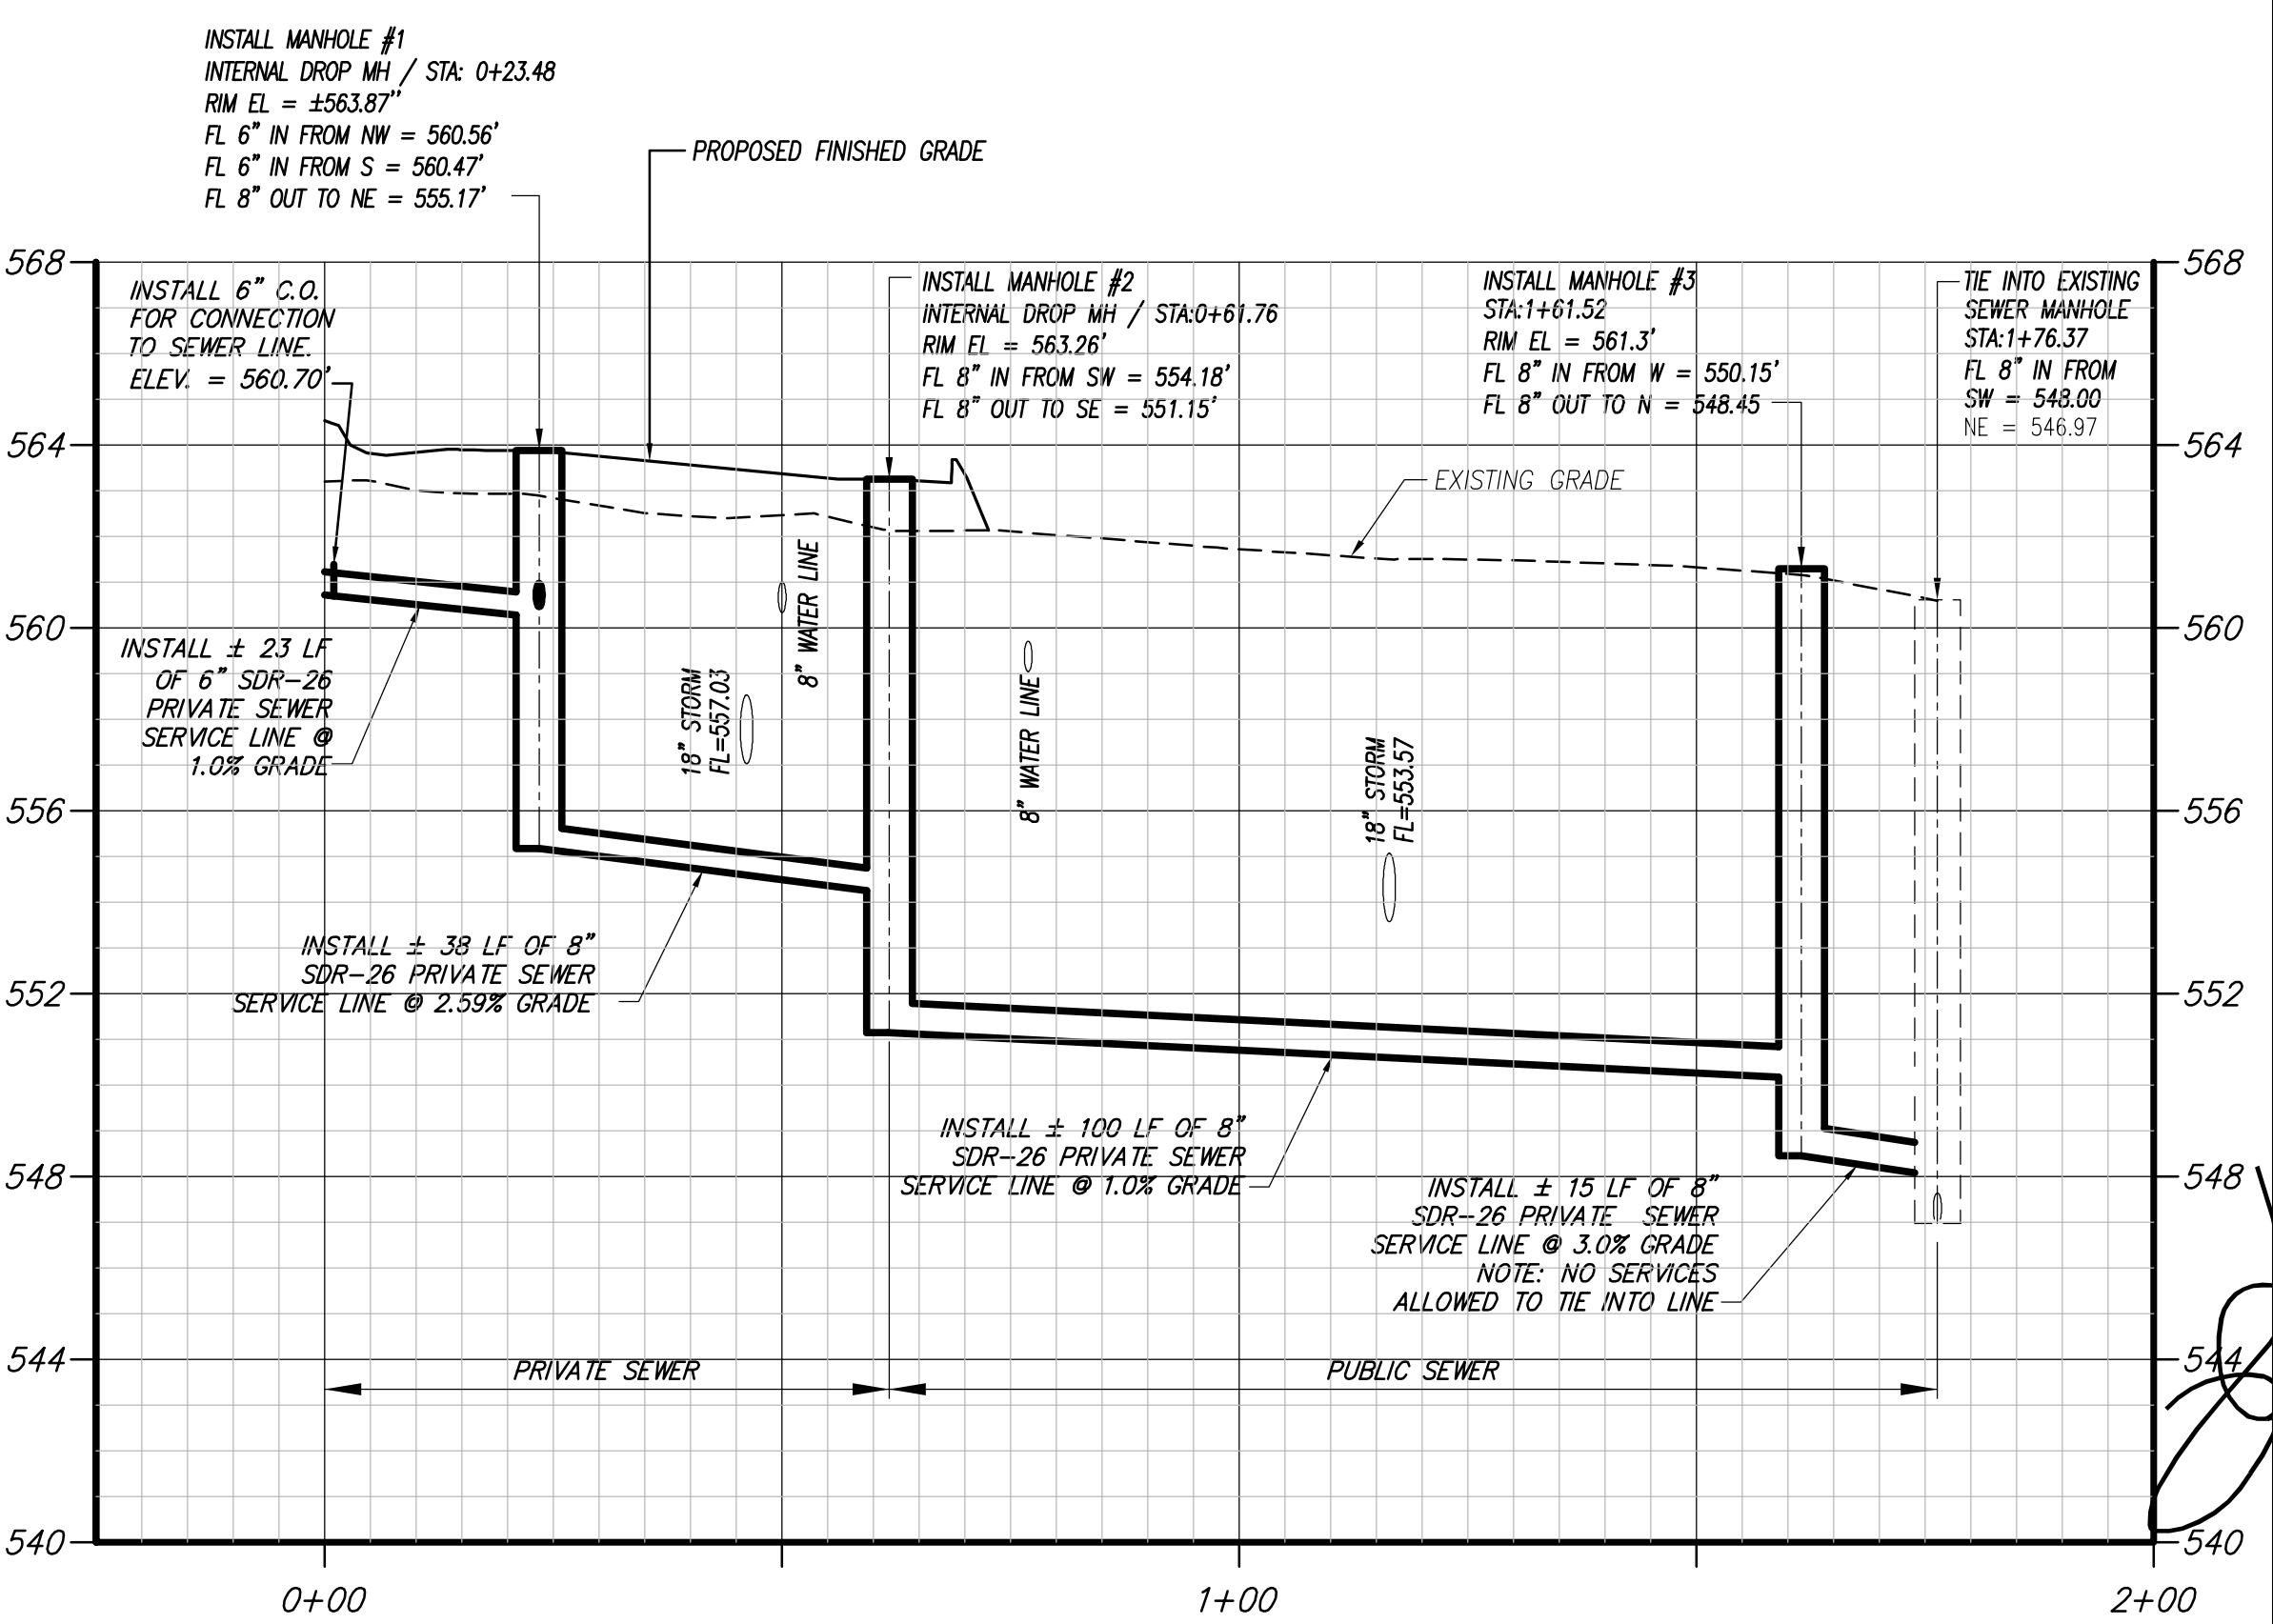 INSTALL MANHOLE #1
INTERNAL DROP MH / STA: 0+23.48
RIM EL = ±563.87"
FL 6" IN FROM NW = 560.56'
FL 6" IN FROM S = 560.47'
FL 8" OUT TO NE = 555.17'
PROPOSED FINISHED GRADE
568
568
INSTALL 6" C.O.
FOR CONNECTION
TO SEWER LINE.
ELEV. = 560.70'
INSTALL MANHOLE #2
INTERNAL DROP MH / STA:0+61.76
RIM EL = 563.26'
FL 8" IN FROM SW = 554.18'
FL 8" OUT TO SE = 551.15'
INSTALL MANHOLE #3
STA:1+61.52
RIM EL = 561.3'
FL 8" IN FROM W = 550.15'
FL 8" OUT TO N = 548.45
TIE INTO EXISTING
SEWER MANHOLE
STA:1+76.37
FL 8" IN FROM
SW = 548.00
NE = 546.97
564
564
EXISTING GRADE
8" WATER LINE
560
560
INSTALL ± 23 LF
OF 6" SDR-26
PRIVATE SEWER
SERVICE LINE @
1.0% GRADE
18" STORM
FL=557.03
8" WATER LINE
18" STORM
FL=553.57
556
556
INSTALL ± 38 LF OF 8"
SDR-26 PRIVATE SEWER
SERVICE LINE @ 2.59% GRADE
552
552
INSTALL ± 100 LF OF 8"
SDR-26 PRIVATE SEWER
SERVICE LINE @ 1.0% GRADE
548
548
INSTALL ± 15 LF OF 8"
SDR-26 PRIVATE SEWER
SERVICE LINE @ 3.0% GRADE
NOTE: NO SERVICES
ALLOWED TO TIE INTO LINE
544
544
PRIVATE SEWER
PUBLIC SEWER
540
540
0+00
1+00
2+00